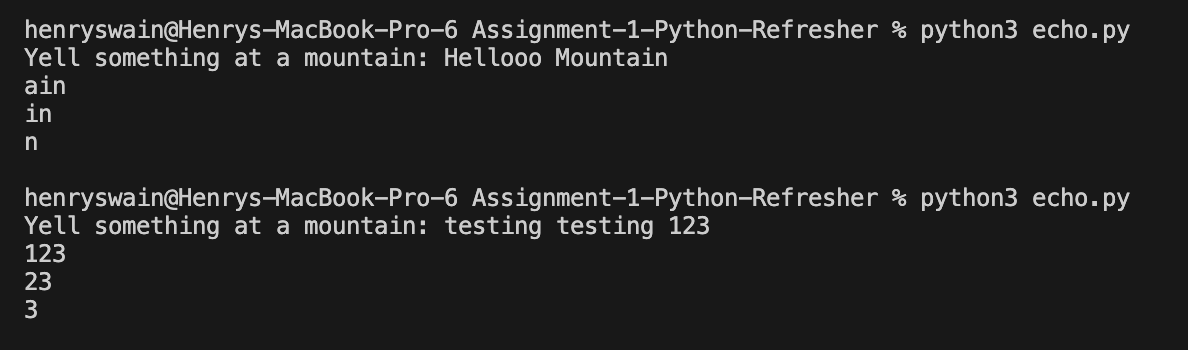 henryswain@Henrys-MacBook-Pro-6 Assignment-1-Python-Refresher % python3 echo.py
Yell something at a mountain: Hellooo Mountain
ain
in
n
henryswain@Henrys-MacBook-Pro-6 Assignment-1-Python-Refresher % python3 echo.py
Yell something at a mountain: testing testing 123
123
23
3